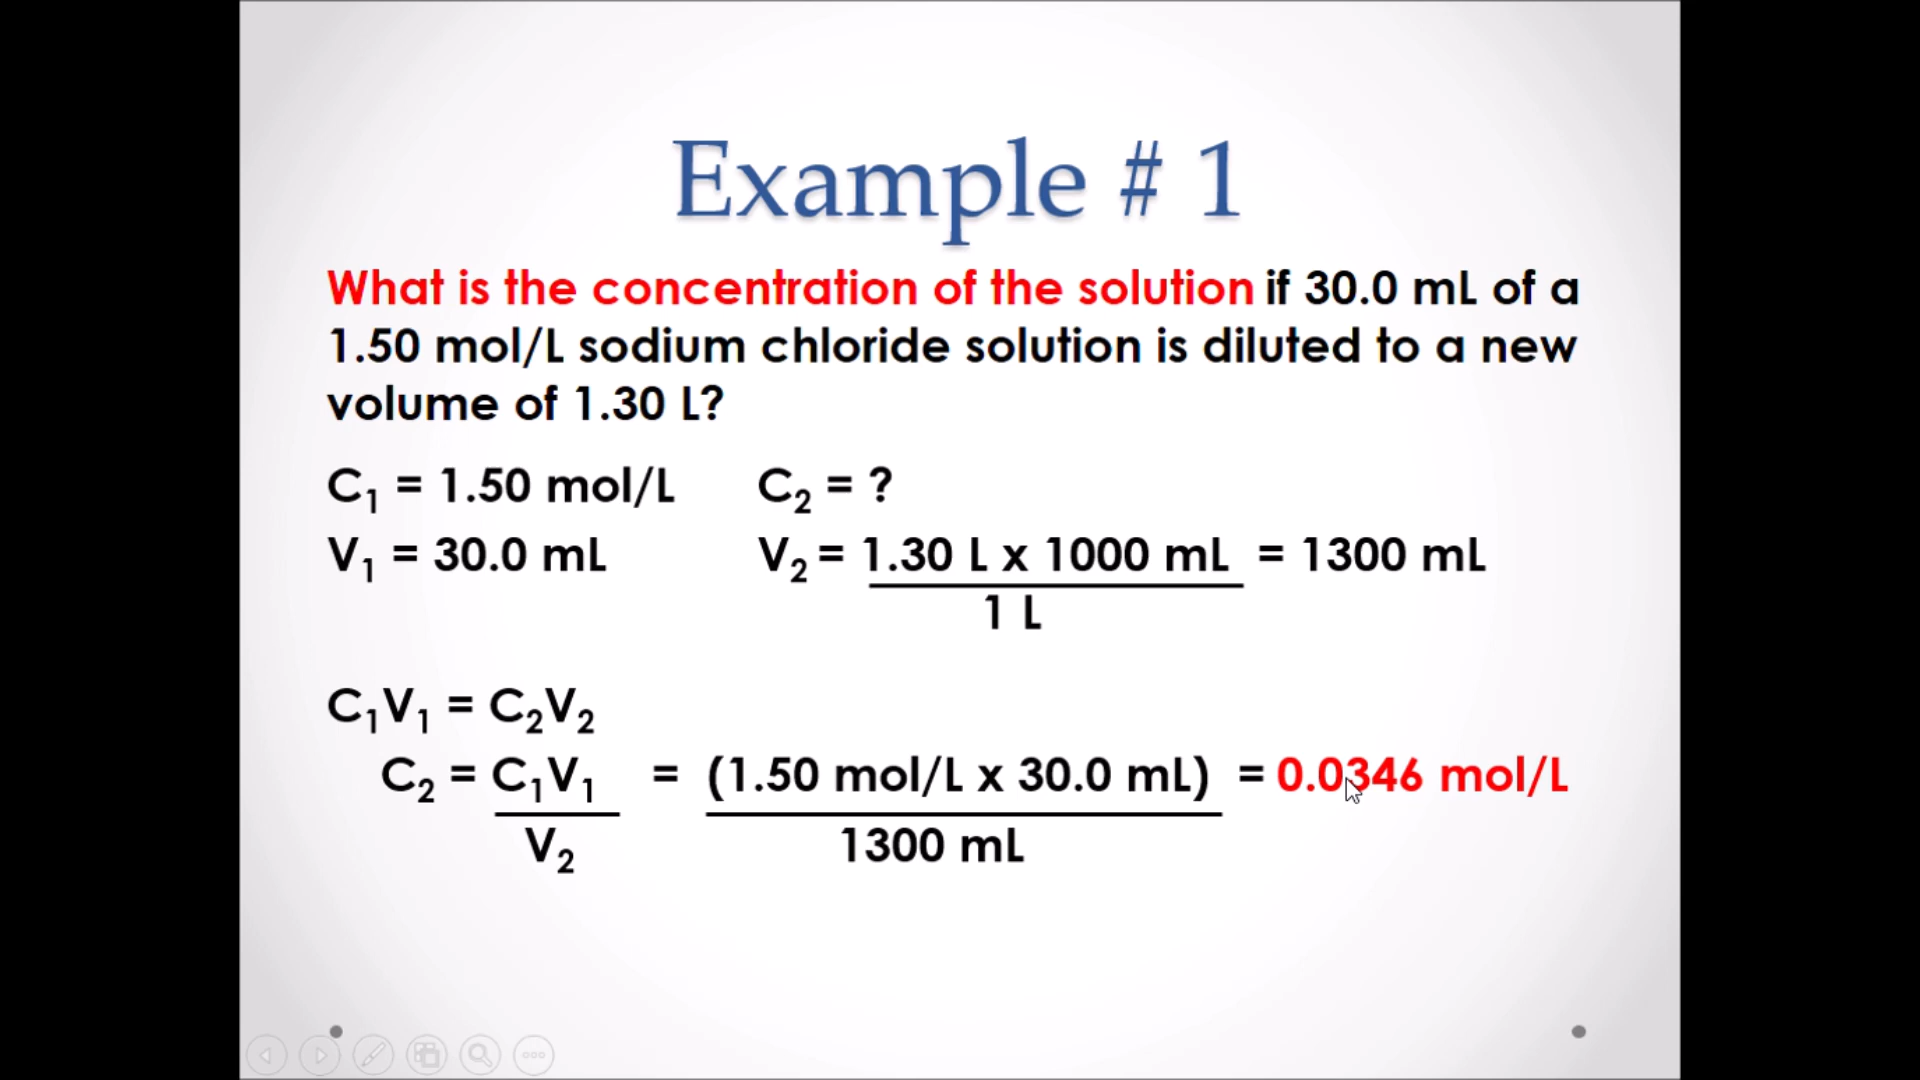 Example # 1
What is the concentration of the solution if 30.0 mL of a
1.50 mol/L sodium chloride solution is diluted to a new
volume of 1.30 L?
C₁ = 1.50 mol/L C₂ = ?
V₁ = 30.0 mL V₂ = 1.30 L x 1000 mL = 1300 mL
1 L
C₁V₁ = C₂V₂
C₂ = C₁V₁ = (1.50 mol/L x 30.0 mL) = 0.0346 mol/L
V₂ 1300 mL